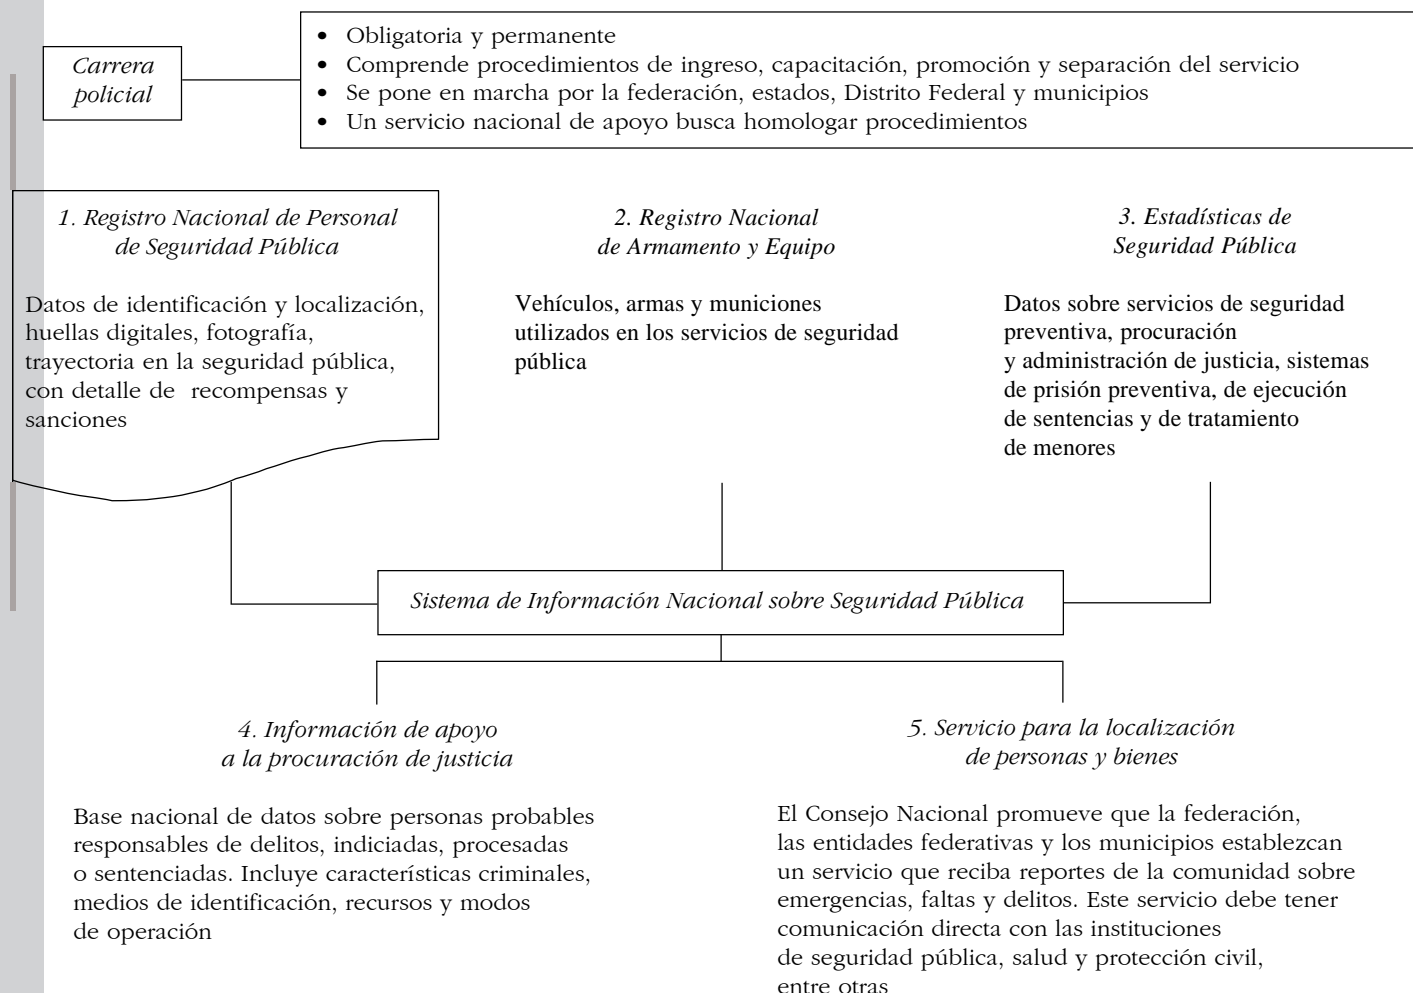 Carrera
policial
• Obligatoria y permanente
• Comprende procedimientos de ingreso, capacitación, promoción y separación del servicio
• Se pone en marcha por la federación, estados, Distrito Federal y municipios
• Un servicio nacional de apoyo busca homologar procedimientos
1. Registro Nacional de Personal
de Seguridad Pública
Datos de identificación y localización,
huellas digitales, fotografía,
trayectoria en la seguridad pública,
con detalle de recompensas y
sanciones
2. Registro Nacional
de Armamento y Equipo
Vehículos, armas y municiones
utilizados en los servicios de seguridad
pública
3. Estadísticas de
Seguridad Pública
Datos sobre servicios de seguridad
preventiva, procuración
y administración de justicia, sistemas
de prisión preventiva, de ejecución
de sentencias y de tratamiento
de menores
Sistema de Información Nacional sobre Seguridad Pública
4. Información de apoyo
a la procuración de justicia
Base nacional de datos sobre personas probables
responsables de delitos, indiciadas, procesadas
o sentenciadas. Incluye características criminales,
medios de identificación, recursos y modos
de operación
5. Servicio para la localización
de personas y bienes
El Consejo Nacional promueve que la federación,
las entidades federativas y los municipios establezcan
un servicio que reciba reportes de la comunidad sobre
emergencias, faltas y delitos. Este servicio debe tener
comunicación directa con las instituciones
de seguridad pública, salud y protección civil,
entre otras